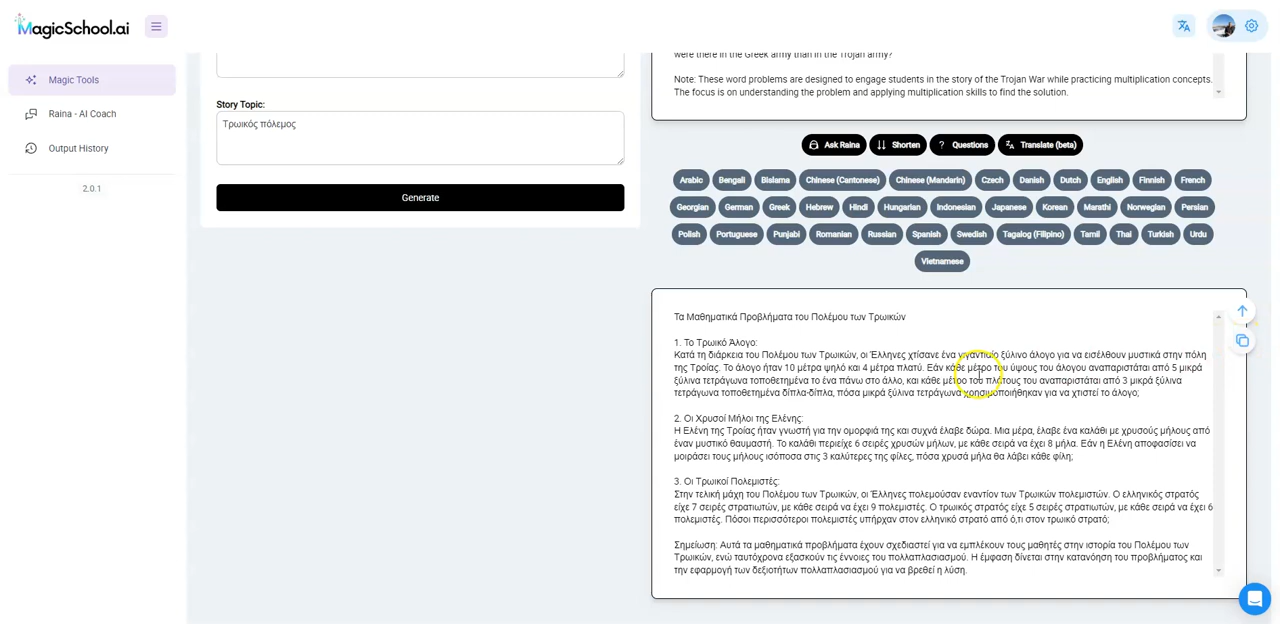 MagicSchool.ai
Magic Tools
Raina - AI Coach
Output History
2.0.1
Story Topic:
Τρωικός πόλεμος
Generate
were there in the Greek army than in the Trojan army?
Note: These word problems are designed to engage students in the story of the Trojan War while practicing multiplication concepts.
The focus is on understanding the problem and applying multiplication skills to find the solution.
Ask Raina Shorten ? Questions Translate (beta)
Arabic Bengali Bislama Chinese (Cantonese) Chinese (Mandarin) Czech Danish Dutch English Finnish French
Georgian German Greek Hebrew Hindi Hungarian Indonesian Japanese Korean Marathi Norwegian Persian
Polish Portuguese Punjabi Romanian Russian Spanish Swedish Tagalog (Filipino) Tamil Thai Turkish Urdu
Vietnamese
Τα Μαθηματικά Προβλήματα του Πολέμου των Τρωικών
1. Το Τρωικό Άλογο:
Κατά τη διάρκεια του Πολέμου των Τρωικών, οι Έλληνες χτίσανε ένα γιγαντιαίο ξύλινο άλογο για να εισέλθουν μυστικά στην πόλη
της Τροίας. Το άλογο ήταν 10 μέτρα ψηλό και 4 μέτρα πλατύ. Εάν κάθε μέτρο του ύψους του άλογου αναπαριστάται από 5 μικρά
ξύλινα τετράγωνα τοποθετημένα το ένα πάνω στο άλλο, και κάθε μέτρο του πλάτους του αναπαριστάται από 3 μικρά ξύλινα
τετράγωνα τοποθετημένα δίπλα-δίπλα, πόσα μικρά ξύλινα τετράγωνα χρησιμοποιήθηκαν για να χτιστεί το άλογο;
2. Οι Χρυσοί Μήλοι της Ελένης:
Η Ελένη της Τροίας ήταν γνωστή για την ομορφιά της και συχνά έλαβε δώρα. Μια μέρα, έλαβε ένα καλάθι με χρυσούς μήλους από
έναν μυστικό θαυμαστή. Το καλάθι περιείχε 6 σειρές χρυσών μήλων, με κάθε σειρά να έχει 8 μήλα. Εάν η Ελένη αποφασίσει να
μοιράσει τους μήλους ισόποσα στις 3 καλύτερες της φίλες, πόσα χρυσά μήλα θα λάβει κάθε φίλη;
3. Οι Τρωικοί Πολεμιστές:
Στην τελική μάχη του Πολέμου των Τρωικών, οι Έλληνες πολεμούσαν εναντίον των Τρωικών πολεμιστών. Ο ελληνικός στρατός
είχε 7 σειρές στρατιωτών, με κάθε σειρά να έχει 9 πολεμιστές. Ο τρωικός στρατός είχε 5 σειρές στρατιωτών, με κάθε σειρά να έχει 6
πολεμιστές. Πόσοι περισσότεροι πολεμιστές υπήρχαν στον ελληνικό στρατό από ό,τι στον τρωικό στρατό;
Σημείωση: Αυτά τα μαθηματικά προβλήματα έχουν σχεδιαστεί για να εμπλέκουν τους μαθητές στην ιστορία του Πολέμου των
Τρωικών, ενώ ταυτόχρονα εξασκούν τις έννοιες του πολλαπλασιασμού. Η έμφαση δίνεται στην κατανόηση του προβλήματος και
την εφαρμογή των δεξιοτήτων πολλαπλασιασμού για να βρεθεί η λύση.